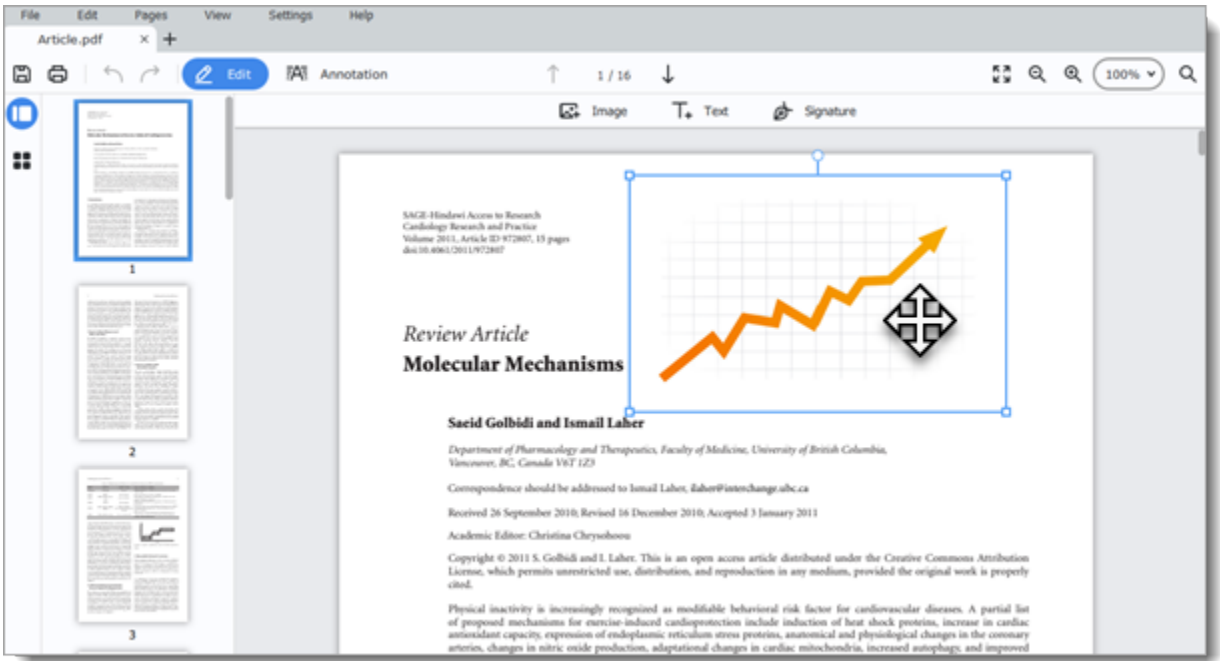 File Edit Pages View Settings Help
Article.pdf × +
Edit Annotation 1 / 16 100%
Image Text Signature
1
2
3
SAGE-Hindawi Access to Research
Cardiology Research and Practice
Volume 2011, Article ID 972807, 15 pages
doi:10.4061/2011/972807
Review Article
Molecular Mechanisms
Saeid Golbidi and Ismail Laher
Department of Pharmacology and Therapeutics, Faculty of Medicine, University of British Columbia,
Vancouver, BC, Canada V6T 1Z3
Correspondence should be addressed to Ismail Laher, ilaher@interchange.ubc.ca
Received 26 September 2010; Revised 16 December 2010; Accepted 3 January 2011
Academic Editor: Christina Chrysohoou
Copyright © 2011 S. Golbidi and I. Laher. This is an open access article distributed under the Creative Commons Attribution
License, which permits unrestricted use, distribution, and reproduction in any medium, provided the original work is properly
cited.
Physical inactivity is increasingly recognized as modifiable behavioral risk factor for cardiovascular diseases. A partial list
of proposed mechanisms for exercise-induced cardioprotection include induction of heat shock proteins, increase in cardiac
antioxidant capacity, expression of endoplasmic reticulum stress proteins, anatomical and physiological changes in the coronary
arteries, changes in nitric oxide production, adaptational changes in cardiac mitochondria, increased autophagy, and improved